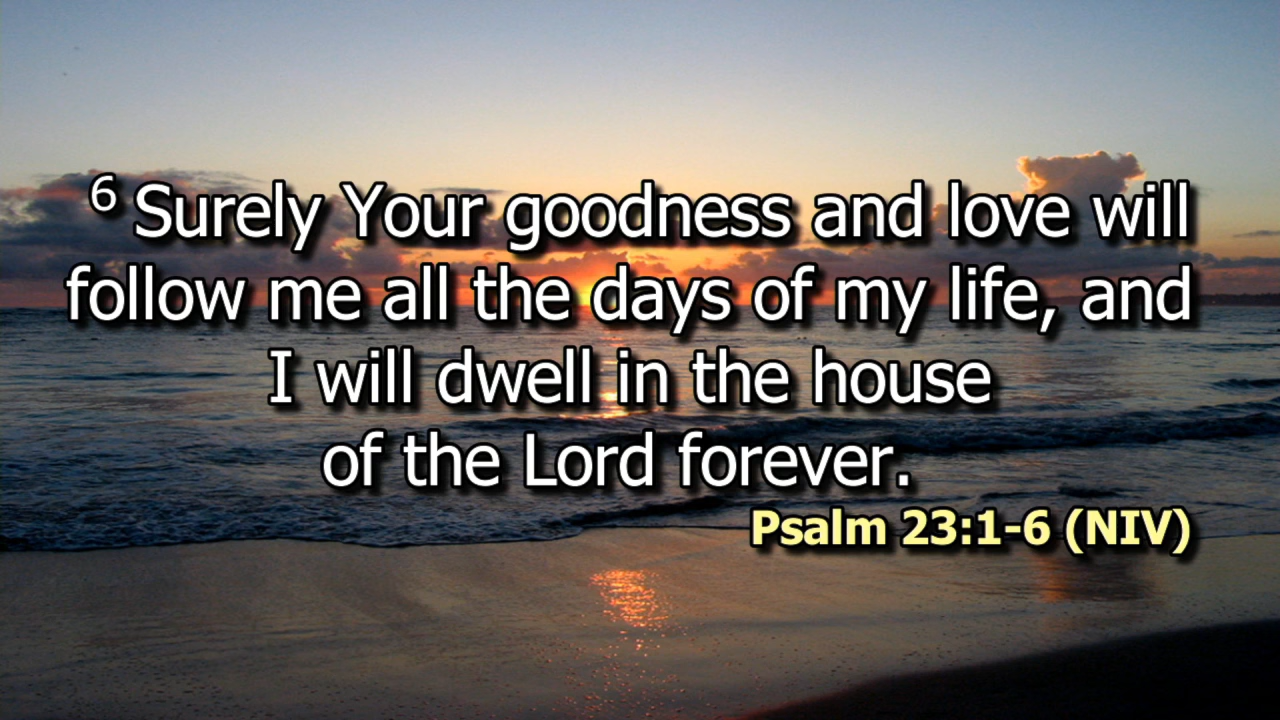 6 Surely Your goodness and love will
follow me all the days of my life, and
I will dwell in the house
of the Lord forever.
Psalm 23:1-6 (NIV)